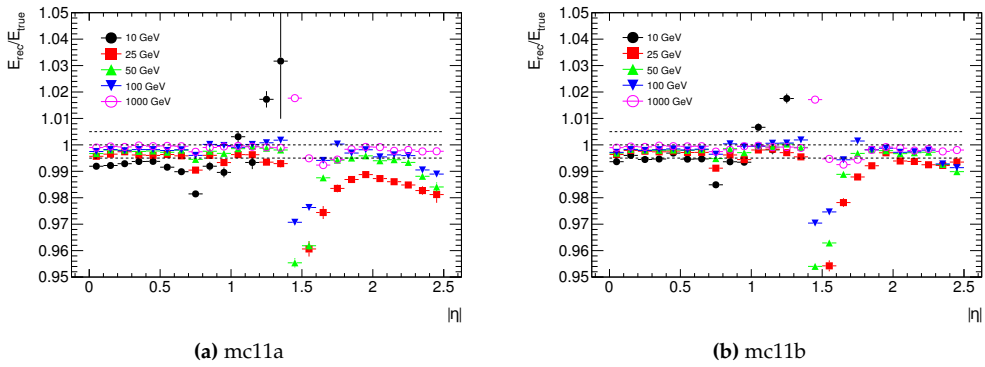 E_rec/E_true
1.05
1.04
1.03
1.02
1.01
1
0.99
0.98
0.97
0.96
0.95
10 GeV
25 GeV
50 GeV
100 GeV
1000 GeV
0 0.5 1 1.5 2 2.5
|η|
(a) mc11a
E_rec/E_true
1.05
1.04
1.03
1.02
1.01
1
0.99
0.98
0.97
0.96
0.95
10 GeV
25 GeV
50 GeV
100 GeV
1000 GeV
0 0.5 1 1.5 2 2.5
|η|
(b) mc11b